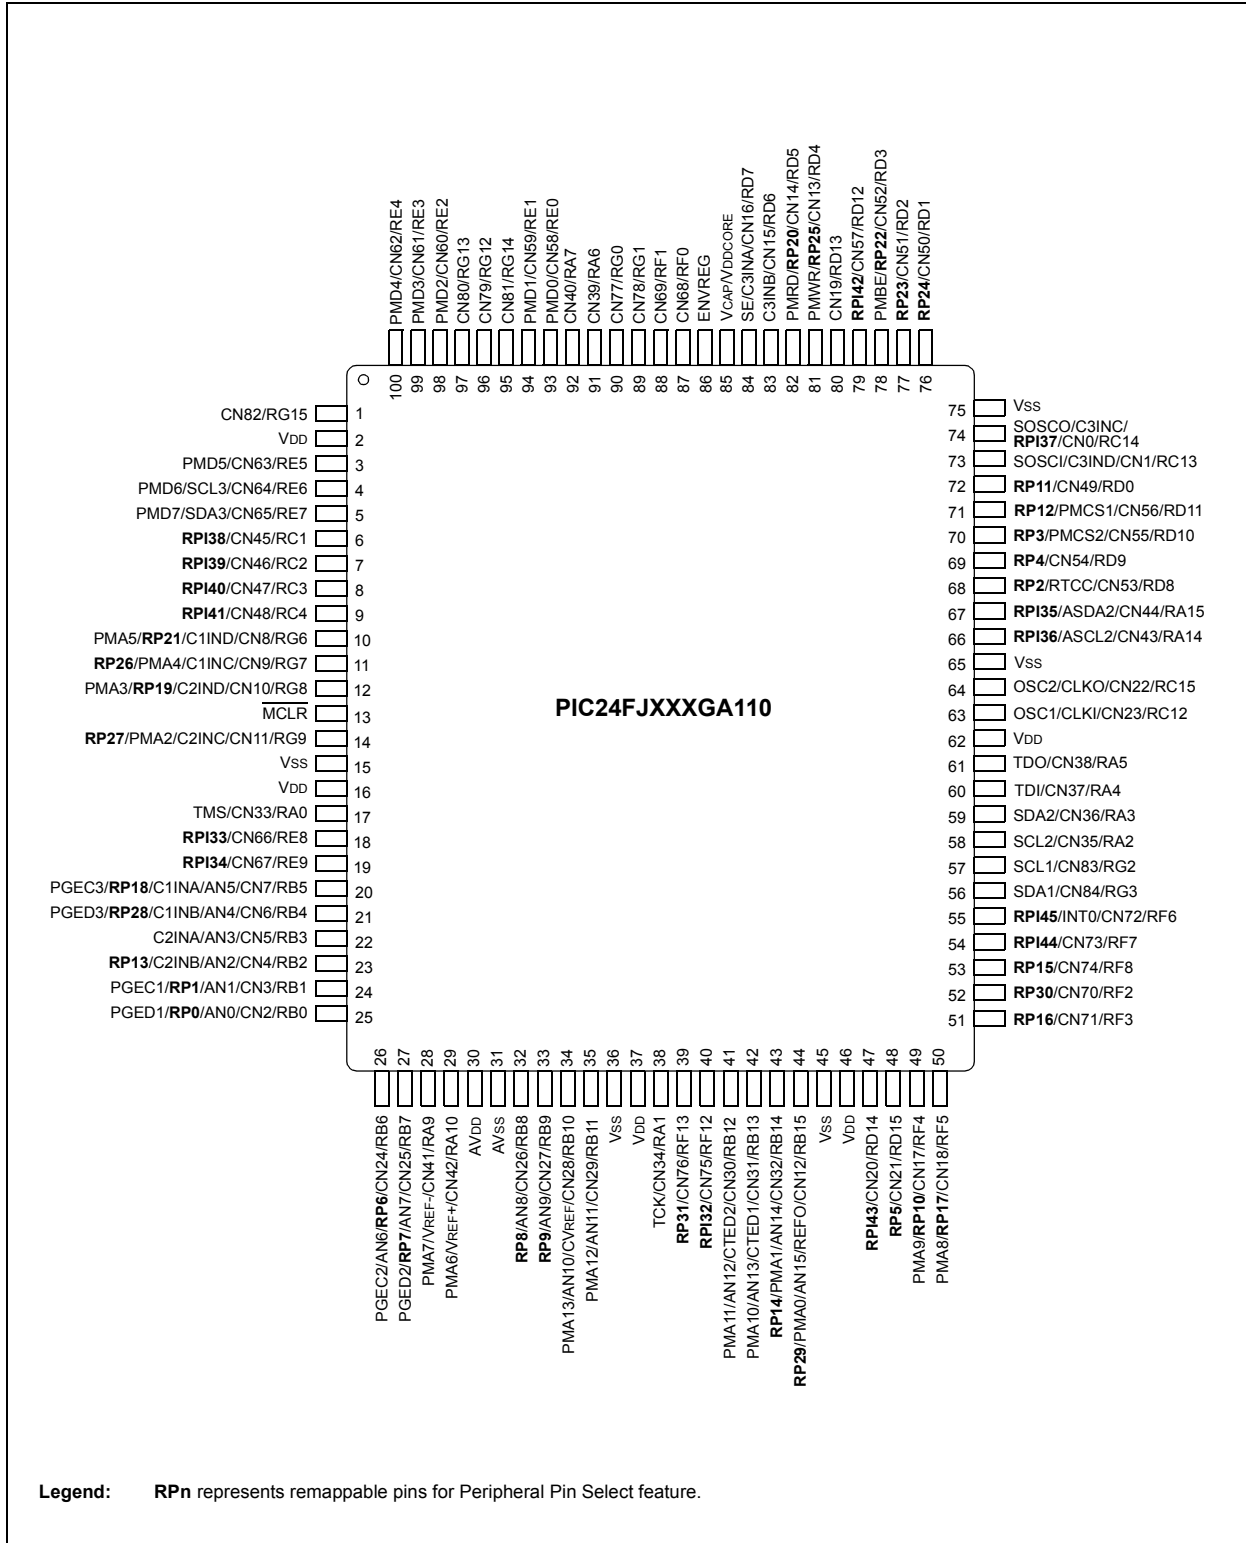 PMD4/CN62/RE4
PMD3/CN61/RE3
PMD2/CN60/RE2
CN80/RG13
CN79/RG12
CN81/RG14
PMD1/CN59/RE1
PMD0/CN58/RE0
CN40/RA7
CN39/RA6
CN77/RG0
CN78/RG1
CN69/RF1
CN68/RF0
ENVREG
VCAP/VDDCORE
SE/C3INA/CN16/RD7
C3INB/CN15/RD6
PMRD/RP20/CN14/RD5
PMWR/RP25/CN13/RD4
CN19/RD13
RPI42/CN57/RD12
PMBE/RP22/CN52/RD3
RP23/CN51/RD2
RP24/CN50/RD1
100 99 98 97 96 95 94 93 92 91 90 89 88 87 86 85 84 83 82 81 80 79 78 77 76
CN82/RG15 1
VDD 2
PMD5/CN63/RE5 3
PMD6/SCL3/CN64/RE6 4
PMD7/SDA3/CN65/RE7 5
RPI38/CN45/RC1 6
RPI39/CN46/RC2 7
RPI40/CN47/RC3 8
RPI41/CN48/RC4 9
PMA5/RP21/C1IND/CN8/RG6 10
RP26/PMA4/C1INC/CN9/RG7 11
PMA3/RP19/C2IND/CN10/RG8 12
MCLR 13
RP27/PMA2/C2INC/CN11/RG9 14
VSS 15
VDD 16
TMS/CN33/RA0 17
RPI33/CN66/RE8 18
RPI34/CN67/RE9 19
PGEC3/RP18/C1INA/AN5/CN7/RB5 20
PGED3/RP28/C1INB/AN4/CN6/RB4 21
C2INA/AN3/CN5/RB3 22
RP13/C2INB/AN2/CN4/RB2 23
PGEC1/RP1/AN1/CN3/RB1 24
PGED1/RP0/AN0/CN2/RB0 25
PIC24FJXXXGA110
75 VSS
74 SOSCO/C3INC/
RPI37/CN0/RC14
73 SOSCI/C3IND/CN1/RC13
72 RP11/CN49/RD0
71 RP12/PMCS1/CN56/RD11
70 RP3/PMCS2/CN55/RD10
69 RP4/CN54/RD9
68 RP2/RTCC/CN53/RD8
67 RPI35/ASDA2/CN44/RA15
66 RPI36/ASCL2/CN43/RA14
65 VSS
64 OSC2/CLKO/CN22/RC15
63 OSC1/CLKI/CN23/RC12
62 VDD
61 TDO/CN38/RA5
60 TDI/CN37/RA4
59 SDA2/CN36/RA3
58 SCL2/CN35/RA2
57 SCL1/CN83/RG2
56 SDA1/CN84/RG3
55 RPI45/INT0/CN72/RF6
54 RPI44/CN73/RF7
53 RP15/CN74/RF8
52 RP30/CN70/RF2
51 RP16/CN71/RF3
26 27 28 29 30 31 32 33 34 35 36 37 38 39 40 41 42 43 44 45 46 47 48 49 50
PGEC2/AN6/RP6/CN24/RB6
PGED2/RP7/AN7/CN25/RB7
PMA7/VREF-/CN41/RA9
PMA6/VREF+/CN42/RA10
AVDD
AVSS
RP8/AN8/CN26/RB8
RP9/AN9/CN27/RB9
PMA13/AN10/CVREF/CN28/RB10
PMA12/AN11/CN29/RB11
VSS
VDD
TCK/CN34/RA1
RP31/CN76/RF13
RPI32/CN75/RF12
PMA11/AN12/CTED2/CN30/RB12
PMA10/AN13/CTED1/CN31/RB13
RP14/PMA1/AN14/CN32/RB14
RP29/PMA0/AN15/REFO/CN12/RB15
VSS
VDD
RPI43/CN20/RD14
RP5/CN21/RD15
PMA9/RP10/CN17/RF4
PMA8/RP17/CN18/RF5
Legend: RPn represents remappable pins for Peripheral Pin Select feature.